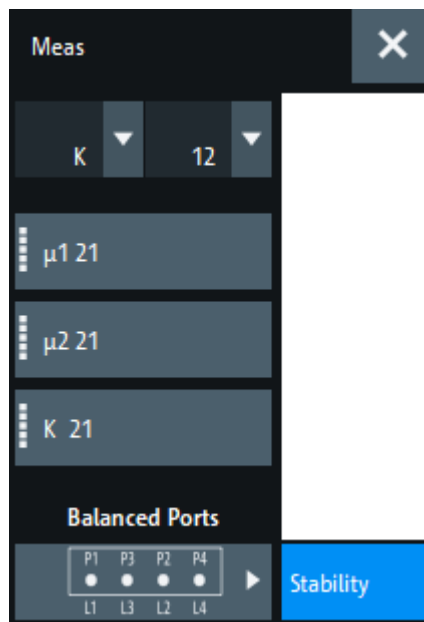 Meas
K 12
µ1 21
µ2 21
K 21
Balanced Ports
P1 P3 P2 P4
L1 L3 L2 L4
Stability